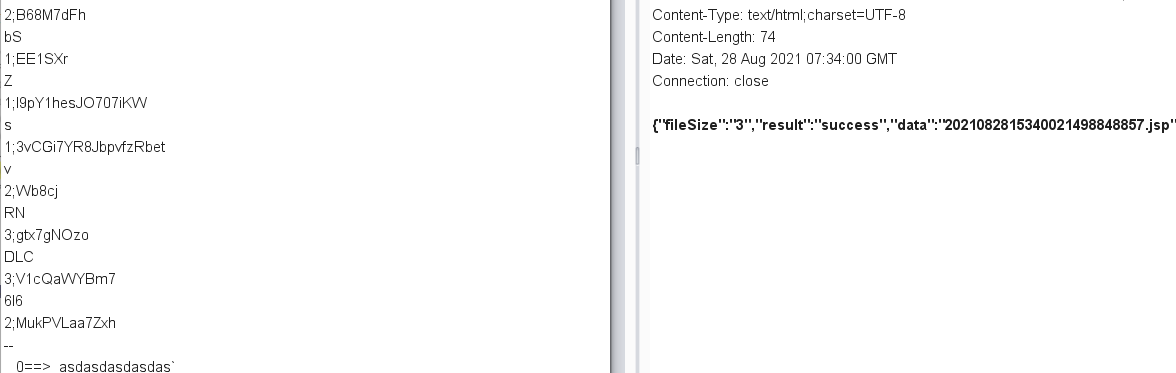 2;B68M7dFh
bS
1;EE1SXr
Z
1;I9pY1hesJO707iKW
s
1;3vCGi7YR8JbpvfzRbet
v
2;Wb8cj
RN
3;gtx7gNOzo
DLC
3;V1cQaWYBm7
6I6
2;MukPVLaa7Zxh
--
0==> asdasdasdasdas`
Content-Type: text/html;charset=UTF-8
Content-Length: 74
Date: Sat, 28 Aug 2021 07:34:00 GMT
Connection: close
{"fileSize":"3","result":"success","data":"2021082815340021498848857.jsp"